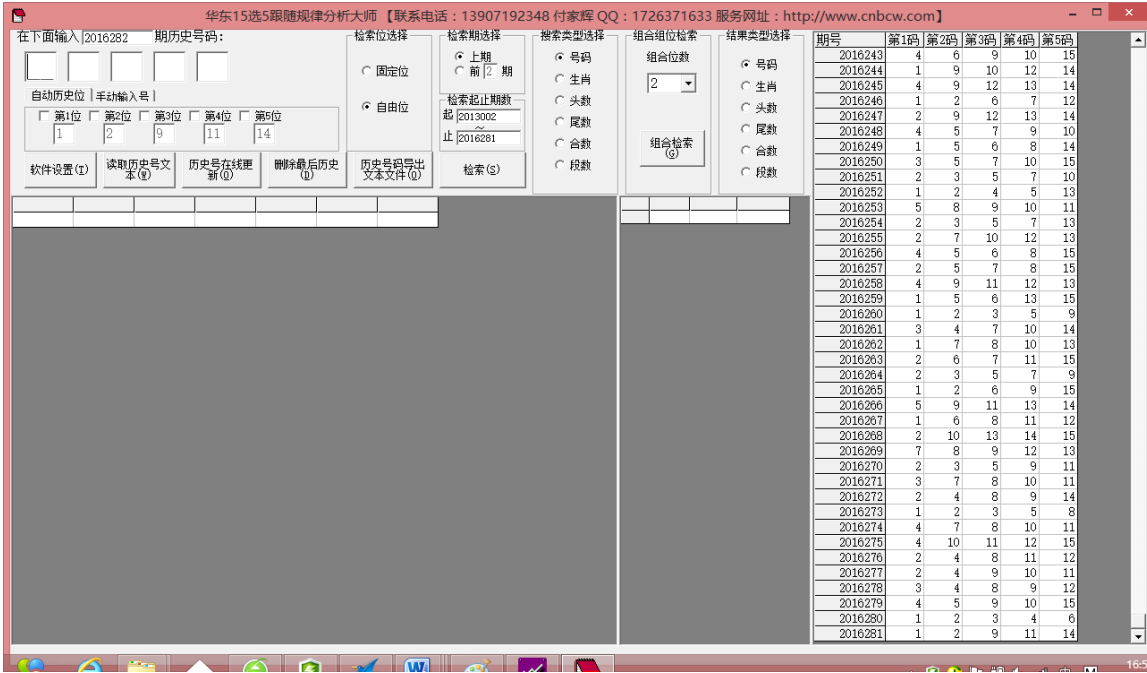 华东15选5跟随规律分析大师 【联系电话：13907192348 付家辉 QQ：1726371633 服务网址：http://www.cnbcw.com】
在下面输入 2016282 期历史号码:
自动历史位 手动输入号
第1位 第2位 第3位 第4位 第5位
1 2 9 11 14
软件设置(I) 读取历史号文本(W) 历史号在线更新(O) 删除最后历史(D) 历史号码导出文本文件(O)
检索位选择
固定位
自由位
检索期选择
上期
前 2 期
检索起止期数
起 2013002
~
止 2016281
检索(S)
搜索类型选择
号码
生肖
头数
尾数
合数
段数
组合组位检索
组合位数
2
组合检索(G)
结果类型选择
号码
生肖
头数
尾数
合数
段数
期号 第1码 第2码 第3码 第4码 第5码
2016243 4 6 9 10 15
2016244 1 9 10 12 14
2016245 4 9 12 13 14
2016246 1 2 6 7 12
2016247 2 9 12 13 14
2016248 4 5 7 9 10
2016249 1 5 6 8 14
2016250 3 5 7 10 15
2016251 2 3 5 7 10
2016252 1 2 4 5 13
2016253 5 8 9 10 11
2016254 2 3 5 7 13
2016255 2 7 10 12 13
2016256 4 5 6 8 15
2016257 2 5 7 8 15
2016258 4 9 11 12 13
2016259 1 5 6 13 15
2016260 1 2 3 5 9
2016261 3 4 7 10 14
2016262 1 7 8 10 13
2016263 2 6 7 11 15
2016264 2 3 5 7 9
2016265 1 2 6 9 15
2016266 5 9 11 13 14
2016267 1 6 8 11 12
2016268 2 10 13 14 15
2016269 7 8 9 12 13
2016270 2 3 5 9 11
2016271 3 7 8 10 11
2016272 2 4 8 9 14
2016273 1 2 3 5 8
2016274 4 7 8 10 11
2016275 4 10 11 12 15
2016276 2 4 8 11 12
2016277 2 4 9 10 11
2016278 3 4 8 9 12
2016279 4 5 9 10 15
2016280 1 2 3 4 6
2016281 1 2 9 11 14